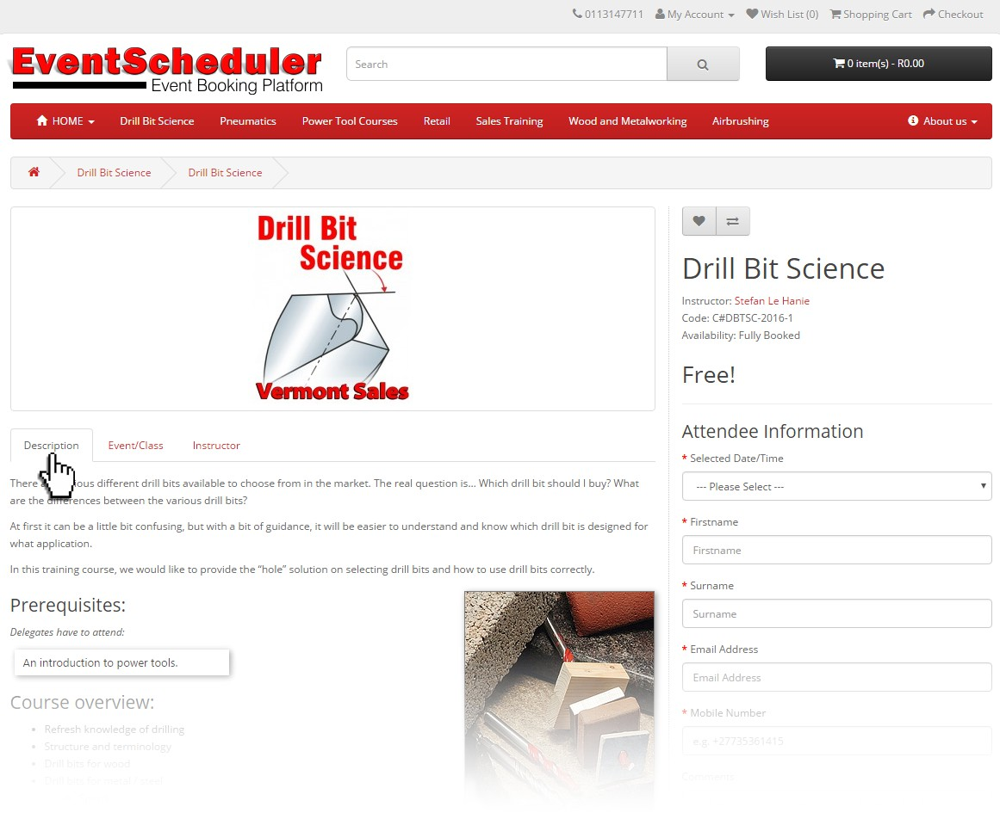 0113147711 My Account Wish List (0) Shopping Cart Checkout
EventScheduler
Event Booking Platform
Search
0 item(s) - R0.00
HOME Drill Bit Science Pneumatics Power Tool Courses Retail Sales Training Wood and Metalworking Airbrushing About us
Drill Bit Science Drill Bit Science
Drill Bit
Science
Vermont Sales
Description Event/Class Instructor
There ous different drill bits available to choose from in the market. The real question is... Which drill bit should I buy? What
are the differences between the various drill bits?
At first it can be a little bit confusing, but with a bit of guidance, it will be easier to understand and know which drill bit is designed for
what application.
In this training course, we would like to provide the “hole” solution on selecting drill bits and how to use drill bits correctly.
Prerequisites:
Delegates have to attend:
An introduction to power tools.
Course overview:
• Refresh knowledge of drilling
• Structure and terminology
• Drill bits for wood
• Drill bits for metal / steel
Drill Bit Science
Instructor: Stefan Le Hanie
Code: C#DBTSC-2016-1
Availability: Fully Booked
Free!
Attendee Information
* Selected Date/Time
--- Please Select ---
* Firstname
Firstname
* Surname
Surname
* Email Address
Email Address
* Mobile Number
e.g. +27735361415
Comments